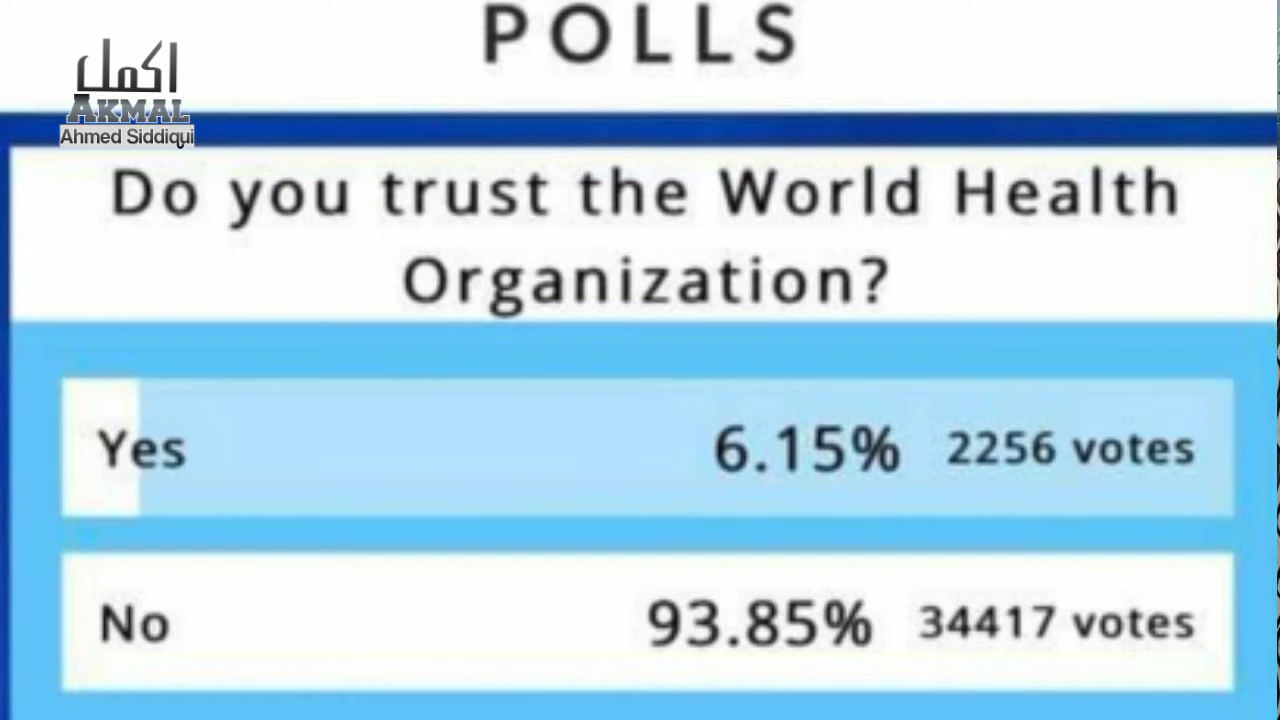 POLLS
اكمل
AKMAL
Ahmed Siddiqui
Do you trust the World Health
Organization?
Yes 6.15% 2256 votes
No 93.85% 34417 votes